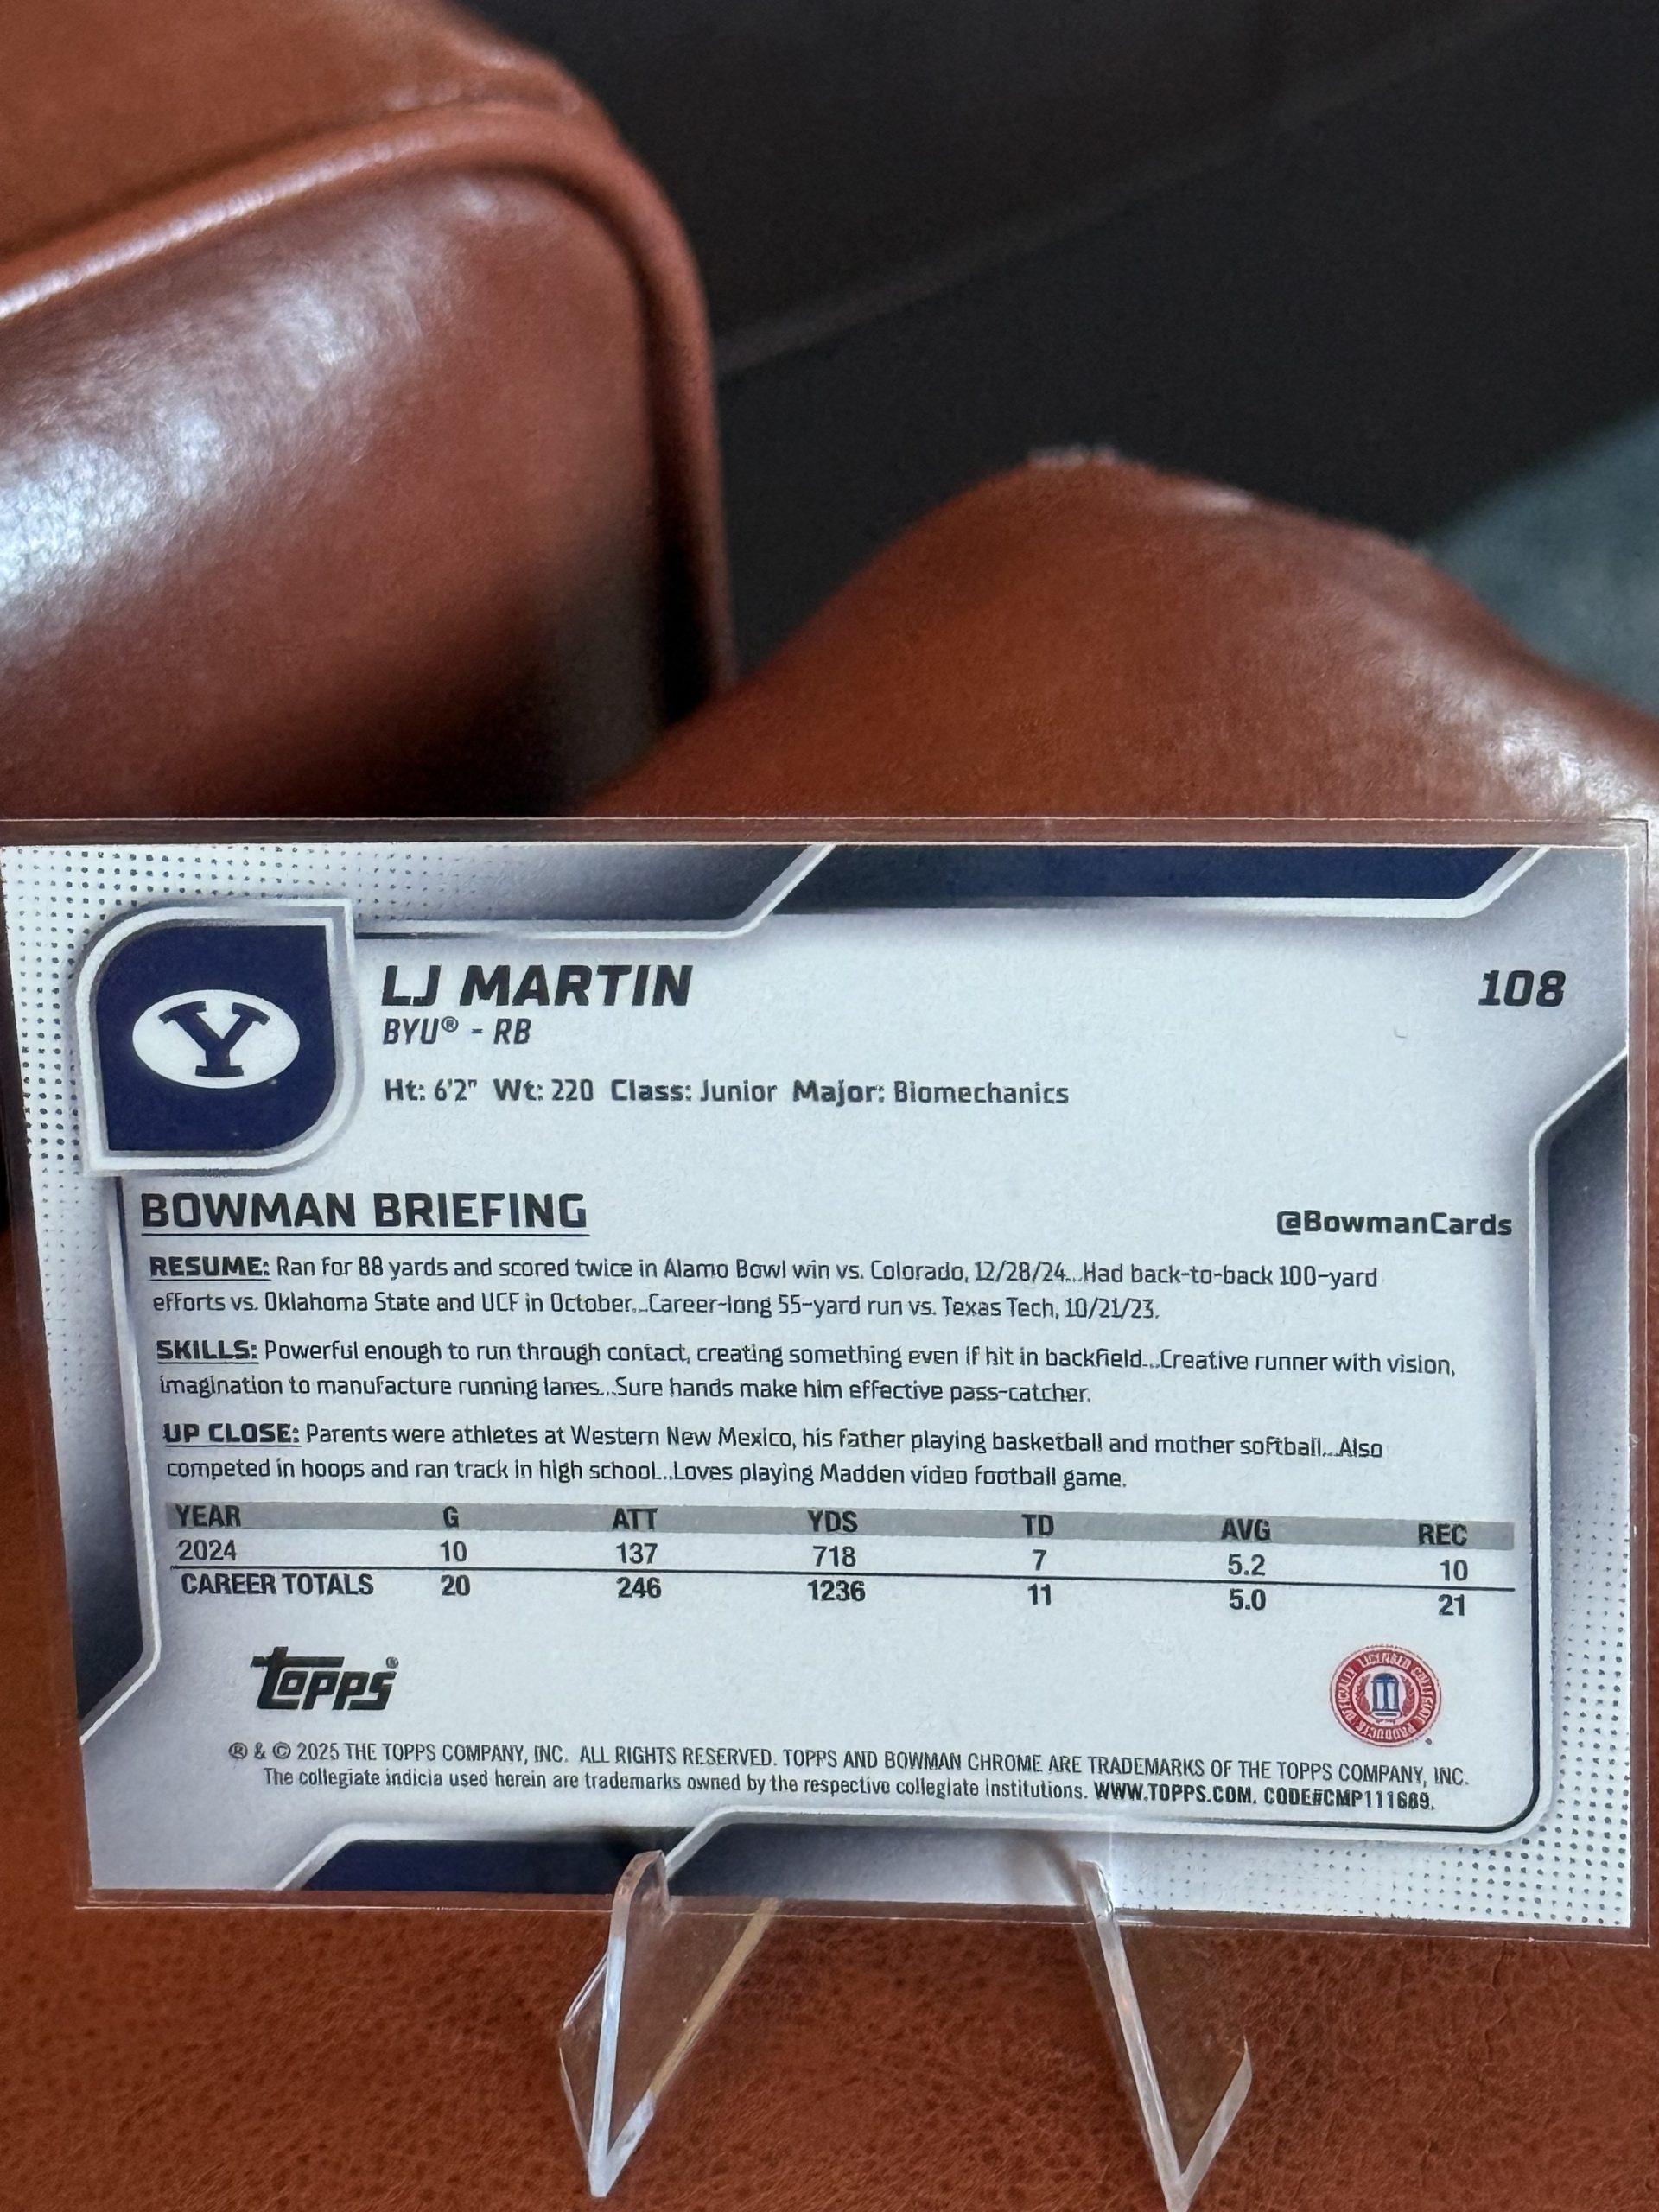 Y
LJ MARTIN
108
BYU® - RB
Ht: 6'2" Wt: 220 Class: Junior Major: Biomechanics
BOWMAN BRIEFING
@BowmanCards
RESUME: Ran for 88 yards and scored twice in Alamo Bowl win vs. Colorado, 12/28/24...Had back-to-back 100-yard
efforts vs. Oklahoma State and UCF in October...Career-long 55-yard run vs. Texas Tech, 10/21/23.
SKILLS: Powerful enough to run through contact, creating something even if hit in backfield...Creative runner with vision,
imagination to manufacture running lanes...Sure hands make him effective pass-catcher.
UP CLOSE: Parents were athletes at Western New Mexico, his father playing basketball and mother softball...Also
competed in hoops and ran track in high school...Loves playing Madden video football game.
YEAR G ATT YDS TD AVG REC
2024 10 137 718 7 5.2 10
CAREER TOTALS 20 246 1236 11 5.0 21
topps®
OFFICIALLY LICENSED COLLEGIATE PRODUCTS
® & © 2025 THE TOPPS COMPANY, INC. ALL RIGHTS RESERVED. TOPPS AND BOWMAN CHROME ARE TRADEMARKS OF THE TOPPS COMPANY, INC.
The collegiate indicia used herein are trademarks owned by the respective collegiate institutions. WWW.TOPPS.COM. CODE#CMP111689.